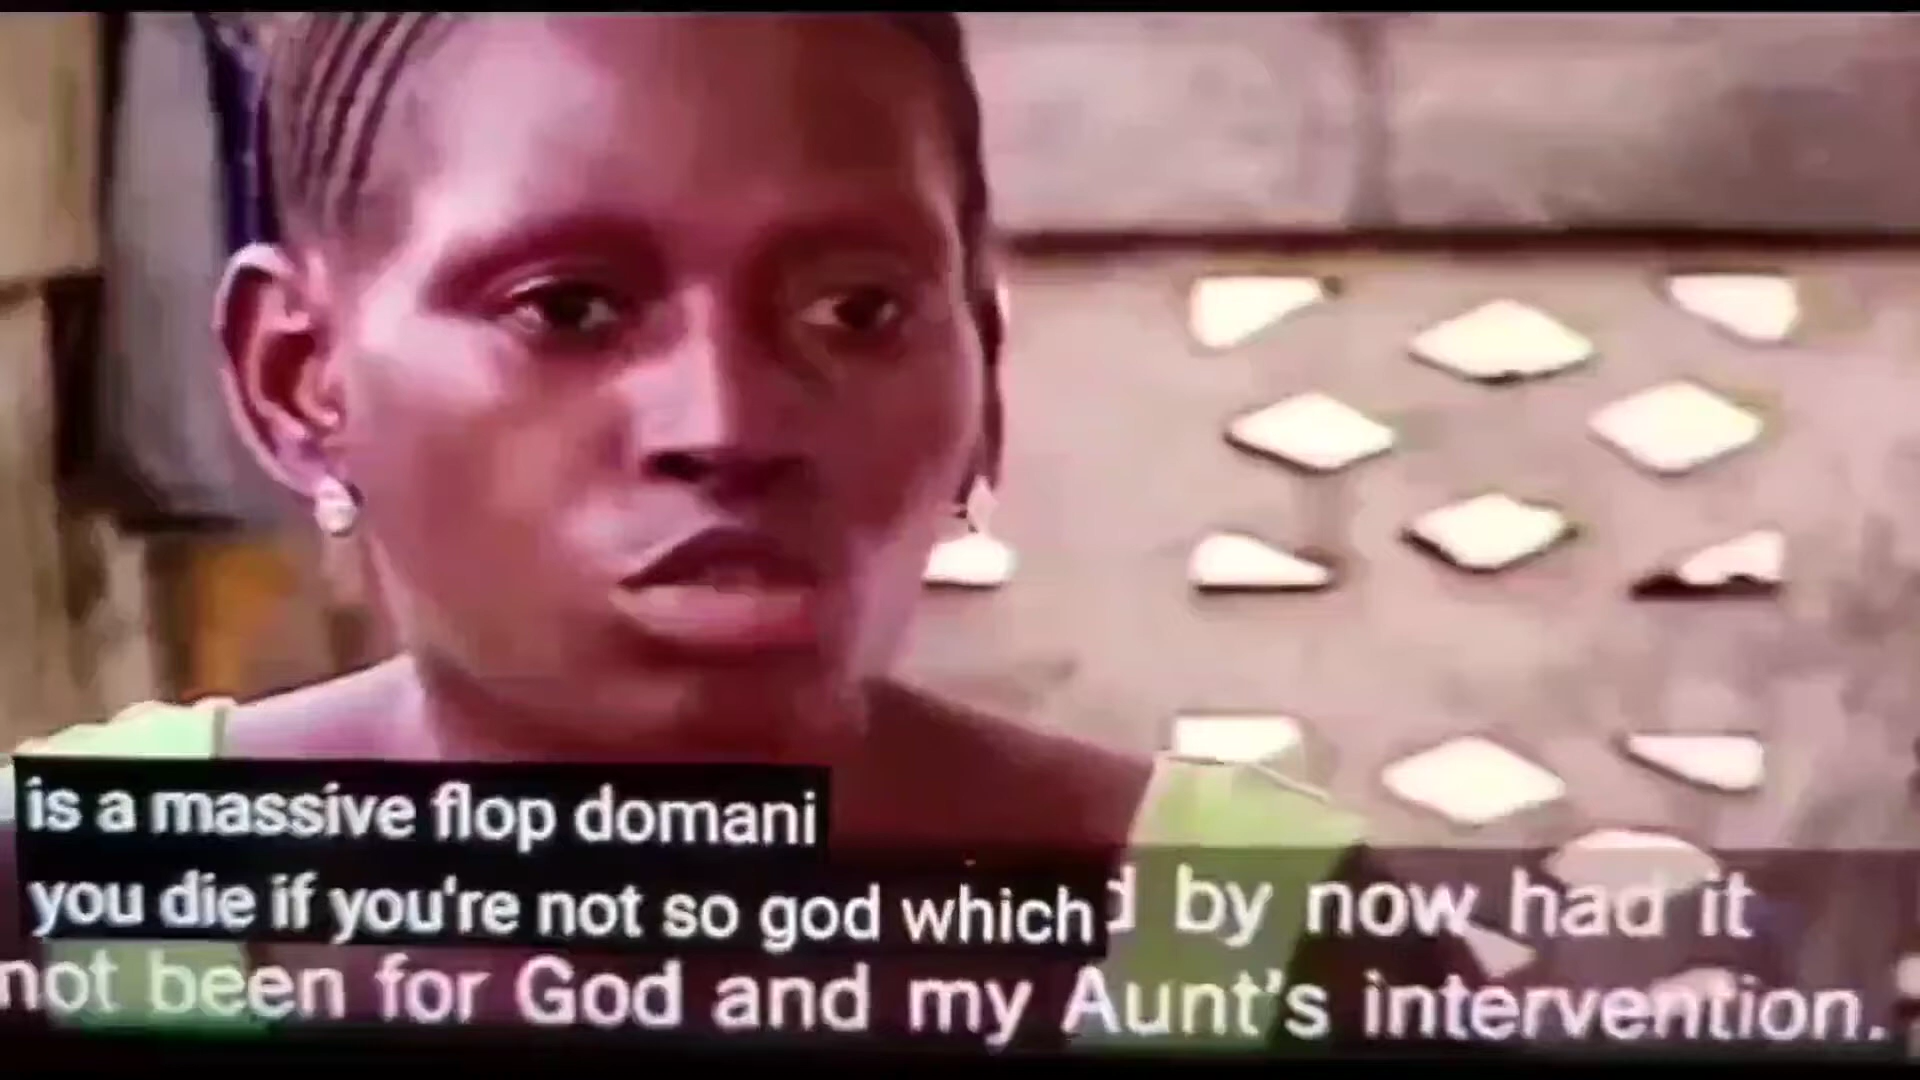 is a massive flop domani
you die if you're not so god which
by now had it
not been for God and my Aunt's intervention.